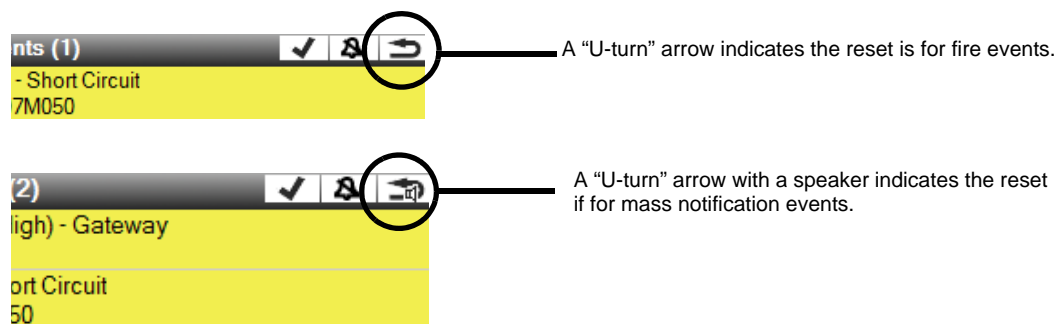 nts (1)
A “U-turn” arrow indicates the reset is for fire events.
- Short Circuit
7M050
(2)
A “U-turn” arrow with a speaker indicates the reset
if for mass notification events.
igh) - Gateway
ort Circuit
50